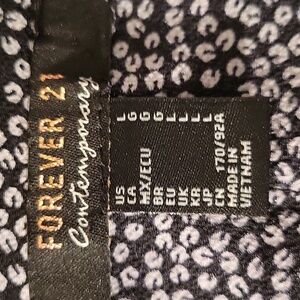 FOREVER 21
Contemporary
US L
CA G
MX/ECU G
BR G
EU L
UK L
KR L
JP L
CN 170/92A
MADE IN
VIETNAM